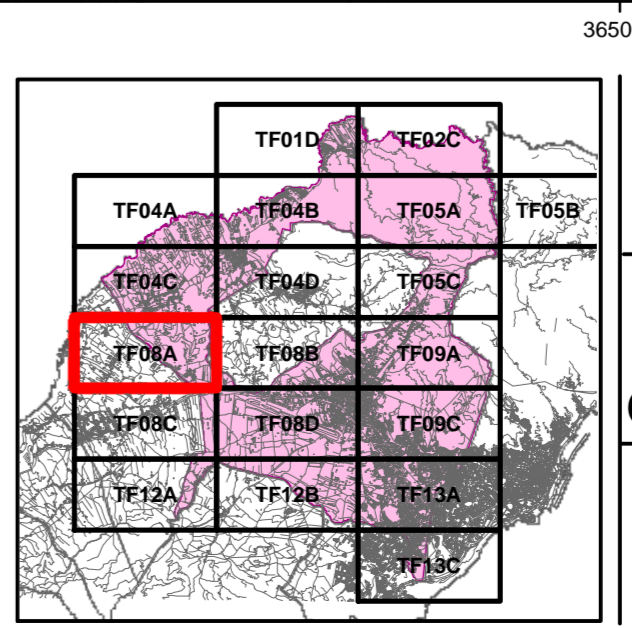 3650
TF01D TF02C
TF04A TF04B TF05A TF05B
TF04C TF04D TF05C
TF08A TF08B TF09A
TF08C TF08D TF09C
TF12A TF12B TF13A
TF13C